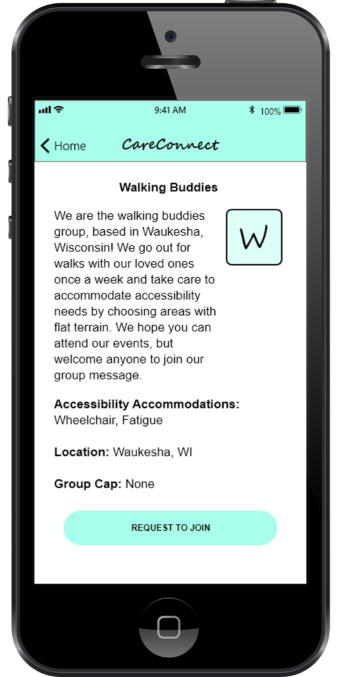 9:41 AM
100%
Home
CareConnect
Walking Buddies
We are the walking buddies
group, based in Waukesha,
Wisconsin! We go out for
walks with our loved ones
once a week and take care to
accommodate accessibility
needs by choosing areas with
flat terrain. We hope you can
attend our events, but
welcome anyone to join our
group message.
W
Accessibility Accommodations:
Wheelchair, Fatigue
Location: Waukesha, WI
Group Cap: None
REQUEST TO JOIN